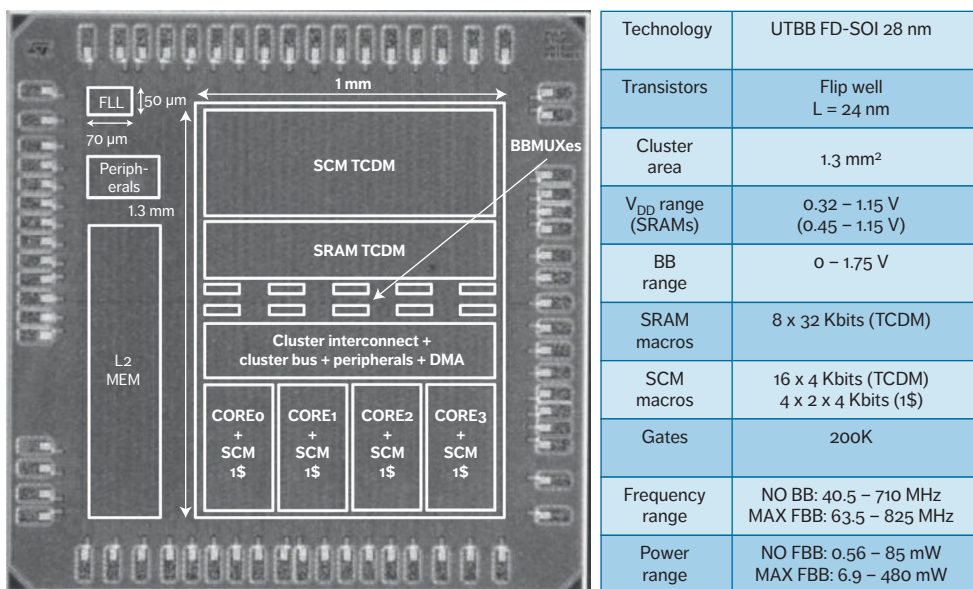 FLL
50 µm
70 µm
Periph-
erals
1.3 mm
L2
MEM
1 mm
BBMUXes
SCM TCDM
SRAM TCDM
Cluster interconnect +
cluster bus + peripherals + DMA
CORE0
+
SCM
1$
CORE1
+
SCM
1$
CORE2
+
SCM
1$
CORE3
+
SCM
1$
Technology
UTBB FD-SOI 28 nm
Transistors
Flip well
L = 24 nm
Cluster
area
1.3 mm²
VDD range
(SRAMs)
0.32 – 1.15 V
(0.45 – 1.15 V)
BB
range
0 – 1.75 V
SRAM
macros
8 x 32 Kbits (TCDM)
SCM
macros
16 x 4 Kbits (TCDM)
4 x 2 x 4 Kbits (1$)
Gates
200K
Frequency
range
NO BB: 40.5 – 710 MHz
MAX FBB: 63.5 – 825 MHz
Power
range
NO FBB: 0.56 – 85 mW
MAX FBB: 6.9 – 480 mW